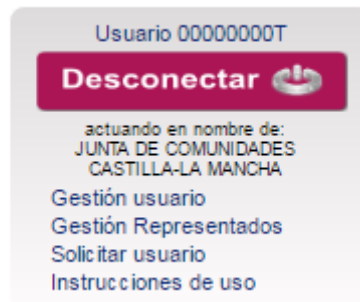 Usuario 00000000T
Desconectar
actuando en nombre de:
JUNTA DE COMUNIDADES
CASTILLA-LA MANCHA
Gestión usuario
Gestión Representados
Solicitar usuario
Instrucciones de uso